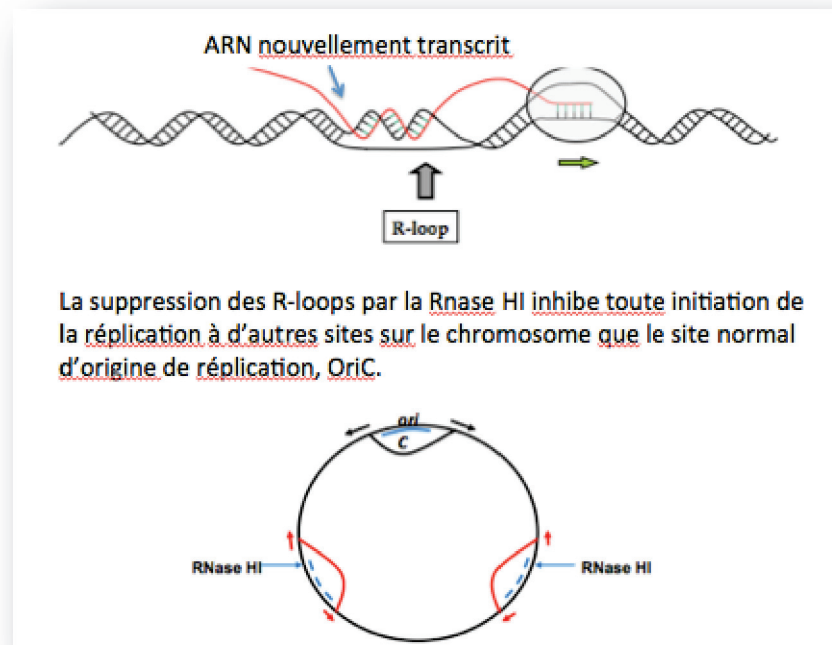 ARN nouvellement transcrit
R-loop
La suppression des R-loops par la Rnase HI inhibe toute initiation de
la réplication à d'autres sites sur le chromosome que le site normal
d'origine de réplication, OriC.
ori
C
RNase HI
RNase HI